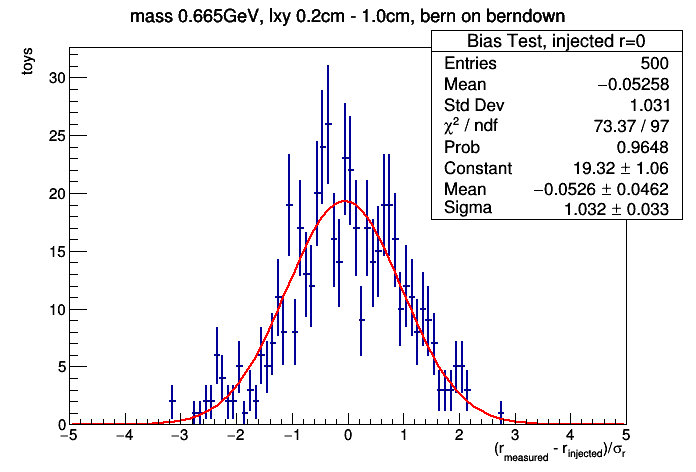 mass 0.665GeV, lxy 0.2cm - 1.0cm, bern on berndown
Bias Test, injected r=0
Entries 500
Mean −0.05258
Std Dev 1.031
χ² / ndf 73.37 / 97
Prob 0.9648
Constant 19.32 ± 1.06
Mean −0.0526 ± 0.0462
Sigma 1.032 ± 0.033
toys
30
25
20
15
10
5
0
−5 −4 −3 −2 −1 0 1 2 3 4 5
(r_measured - r_injected)/σ_r